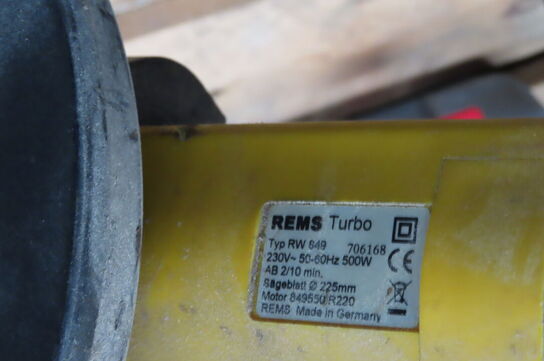 REMS Turbo
Typ RW 849 706168
230V~ 50-60Hz 500W
AB 2/10 min.
Sägeblatt Ø 225mm
Motor 849550 R220
REMS Made in Germany
CE